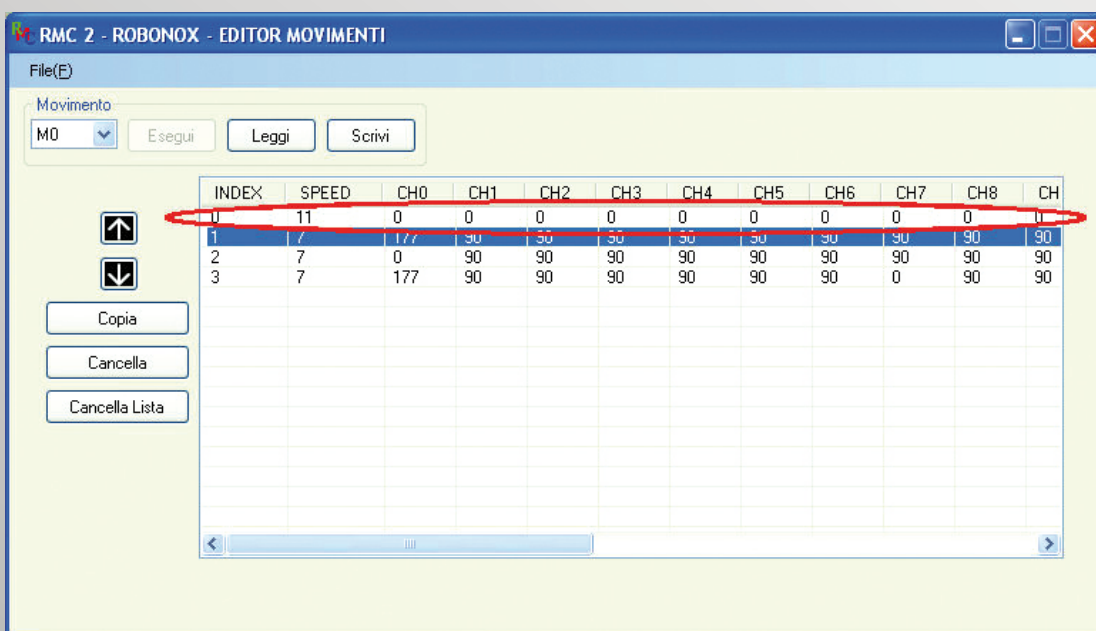 RMC 2 - ROBONOX - EDITOR MOVIMENTI
File(F)
Movimento
M0 Esegui Leggi Scrivi
INDEX SPEED CH0 CH1 CH2 CH3 CH4 CH5 CH6 CH7 CH8 CH
0 11 0 0 0 0 0 0 0 0 0 0
1 7 177 90 90 90 90 90 90 90 90 90
2 7 0 90 90 90 90 90 90 90 90 90
3 7 177 90 90 90 90 90 90 0 90 90
Copia
Cancella
Cancella Lista